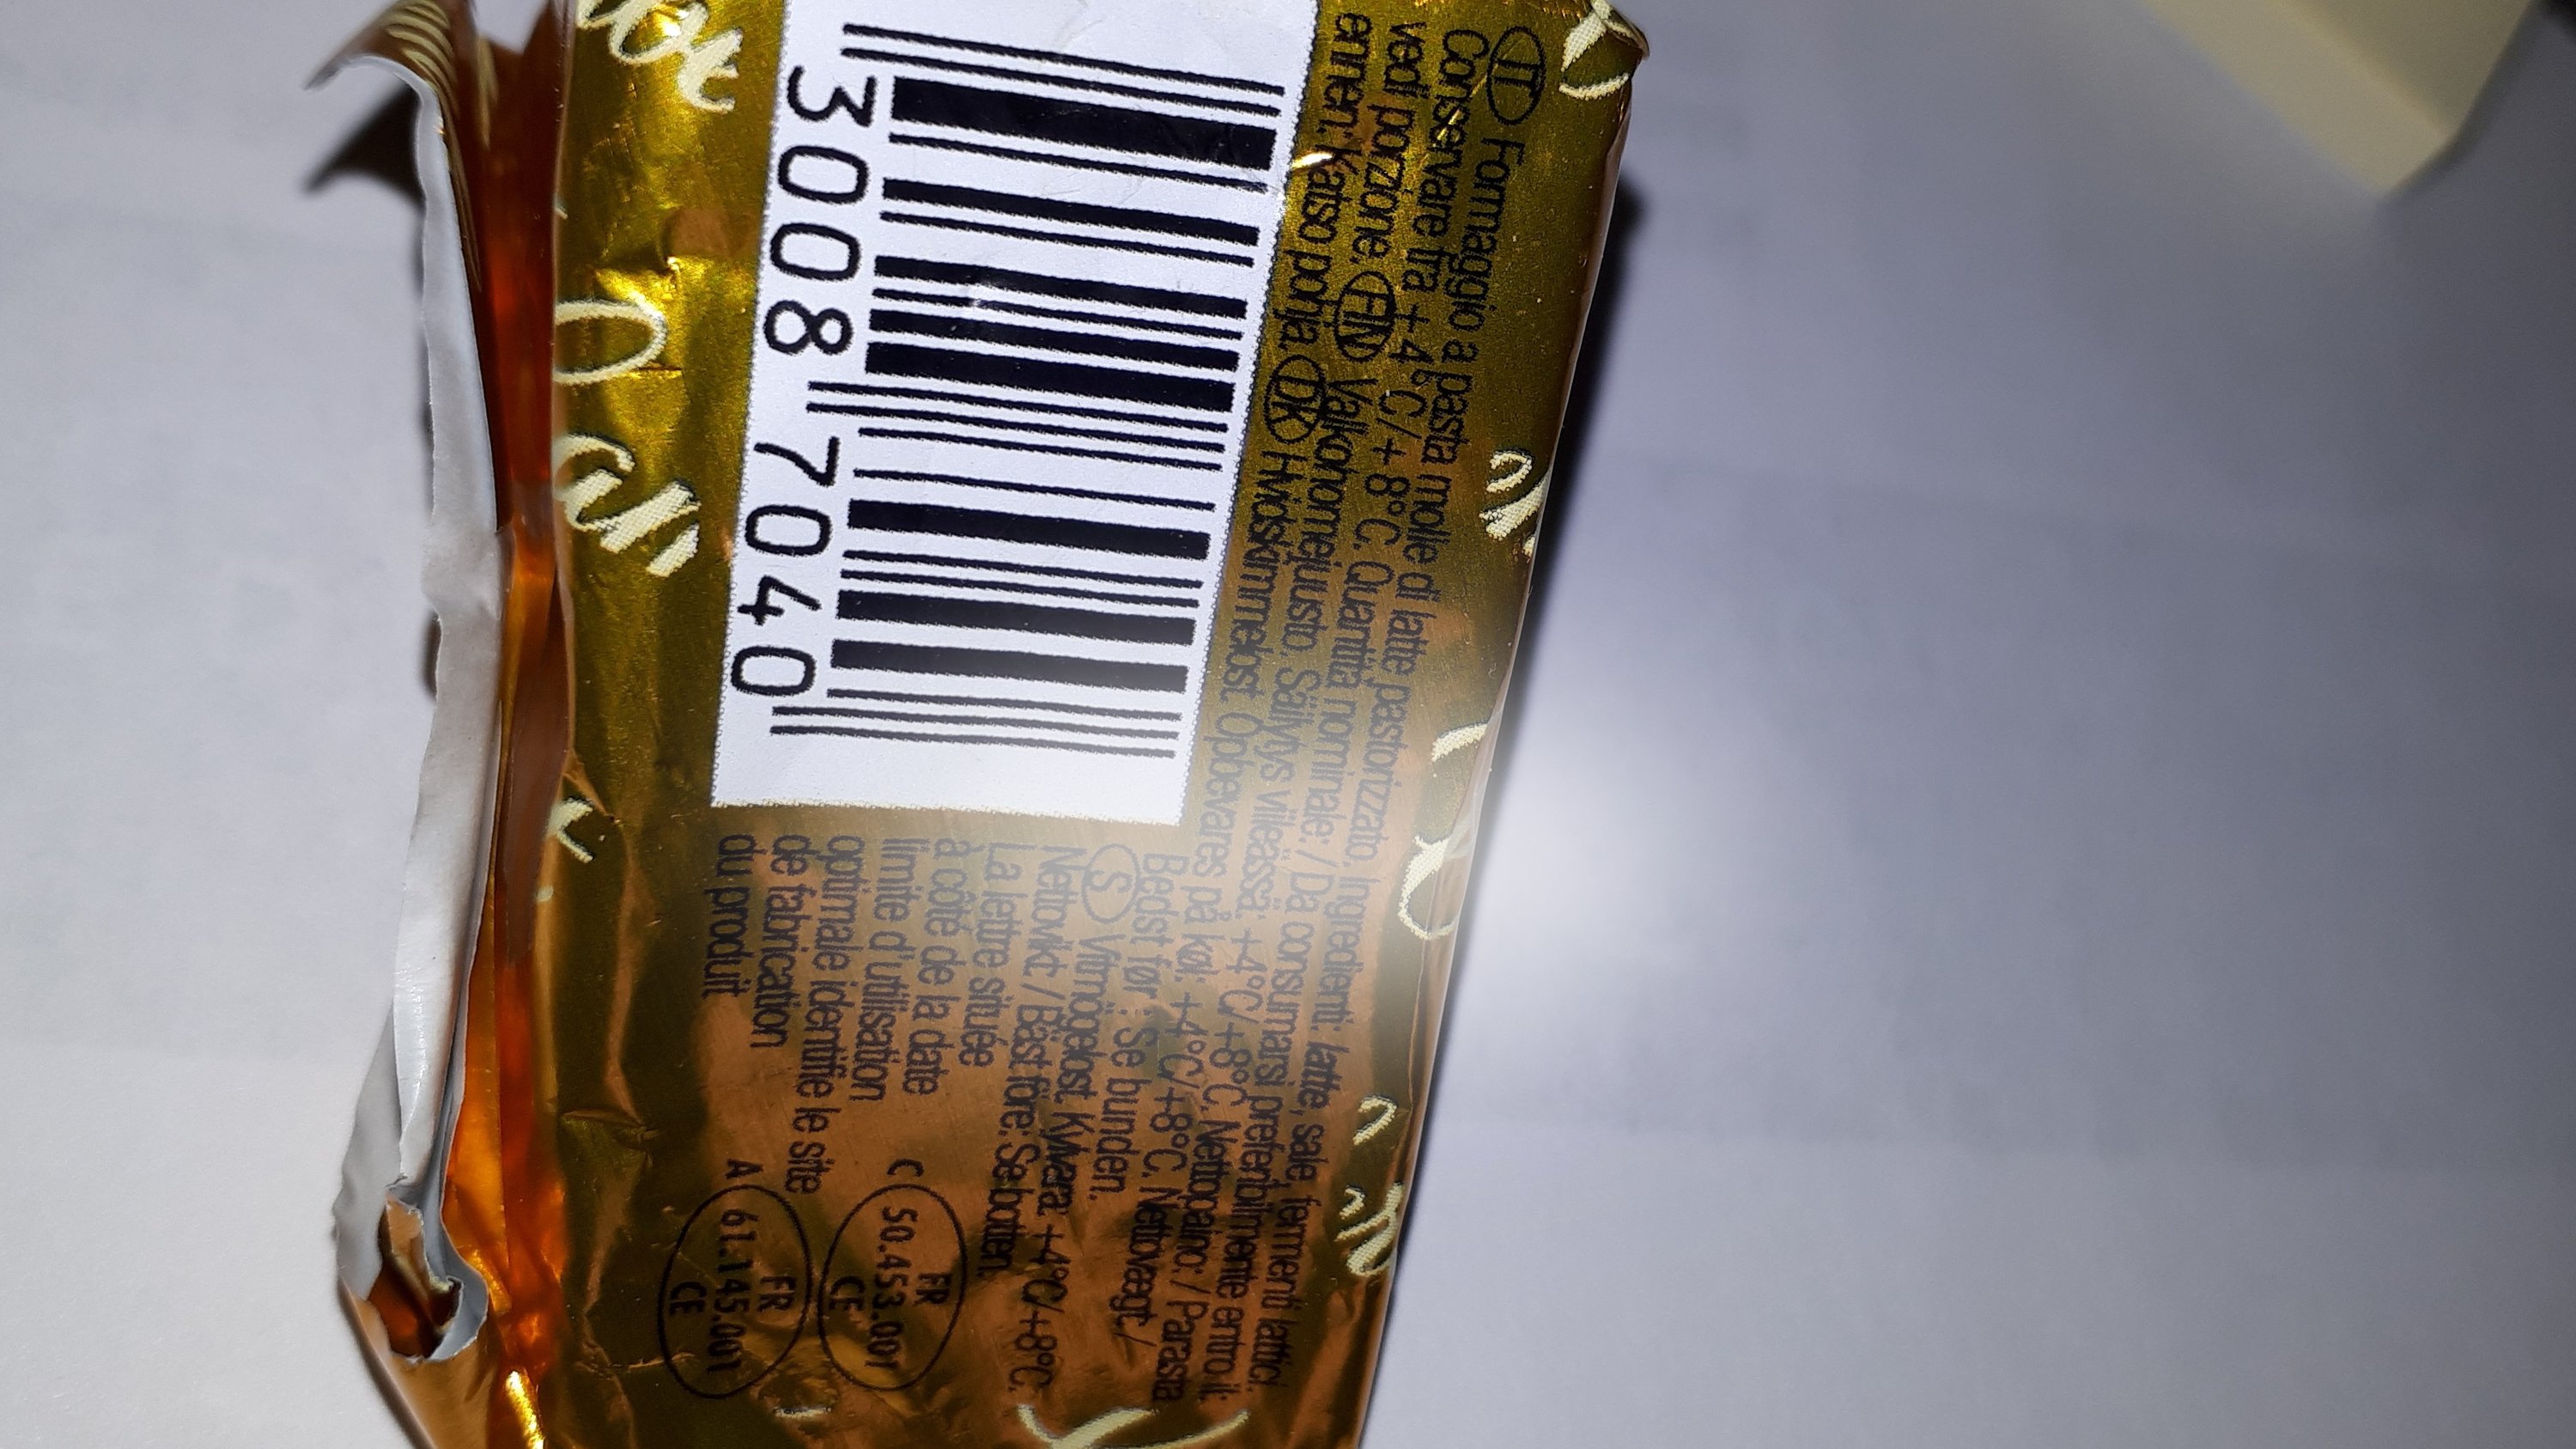 3008 7040
IT Formaggio a pasta molle di latte pastorizzato. Ingredienti: latte, sale, fermenti lattici.
Conservare tra + 4°C/+ 8°C. Quantità nominale: / Da consumarsi preferibilmente entro il:
vedi porzione. FIN Valkohomejuusto. Säilytys viileässä: +4°C/+8°C. Nettopaino: / Parasta
ennen: Katso pohja DK Hvidskimmelost. Opbevares på køl: +4°C/+8°C. Nettovægt /
Bedst før : Se bunden.
S Vitmögelost. Kylvara: +4°C/+8°C.
Nettovikt / Bäst före: Se botten.
La lettre située
à côté de la date
limite d'utilisation
optimale identifie le site
de fabrication
du produit
C FR
50.453.001
CE
A FR
61.145.001
CE